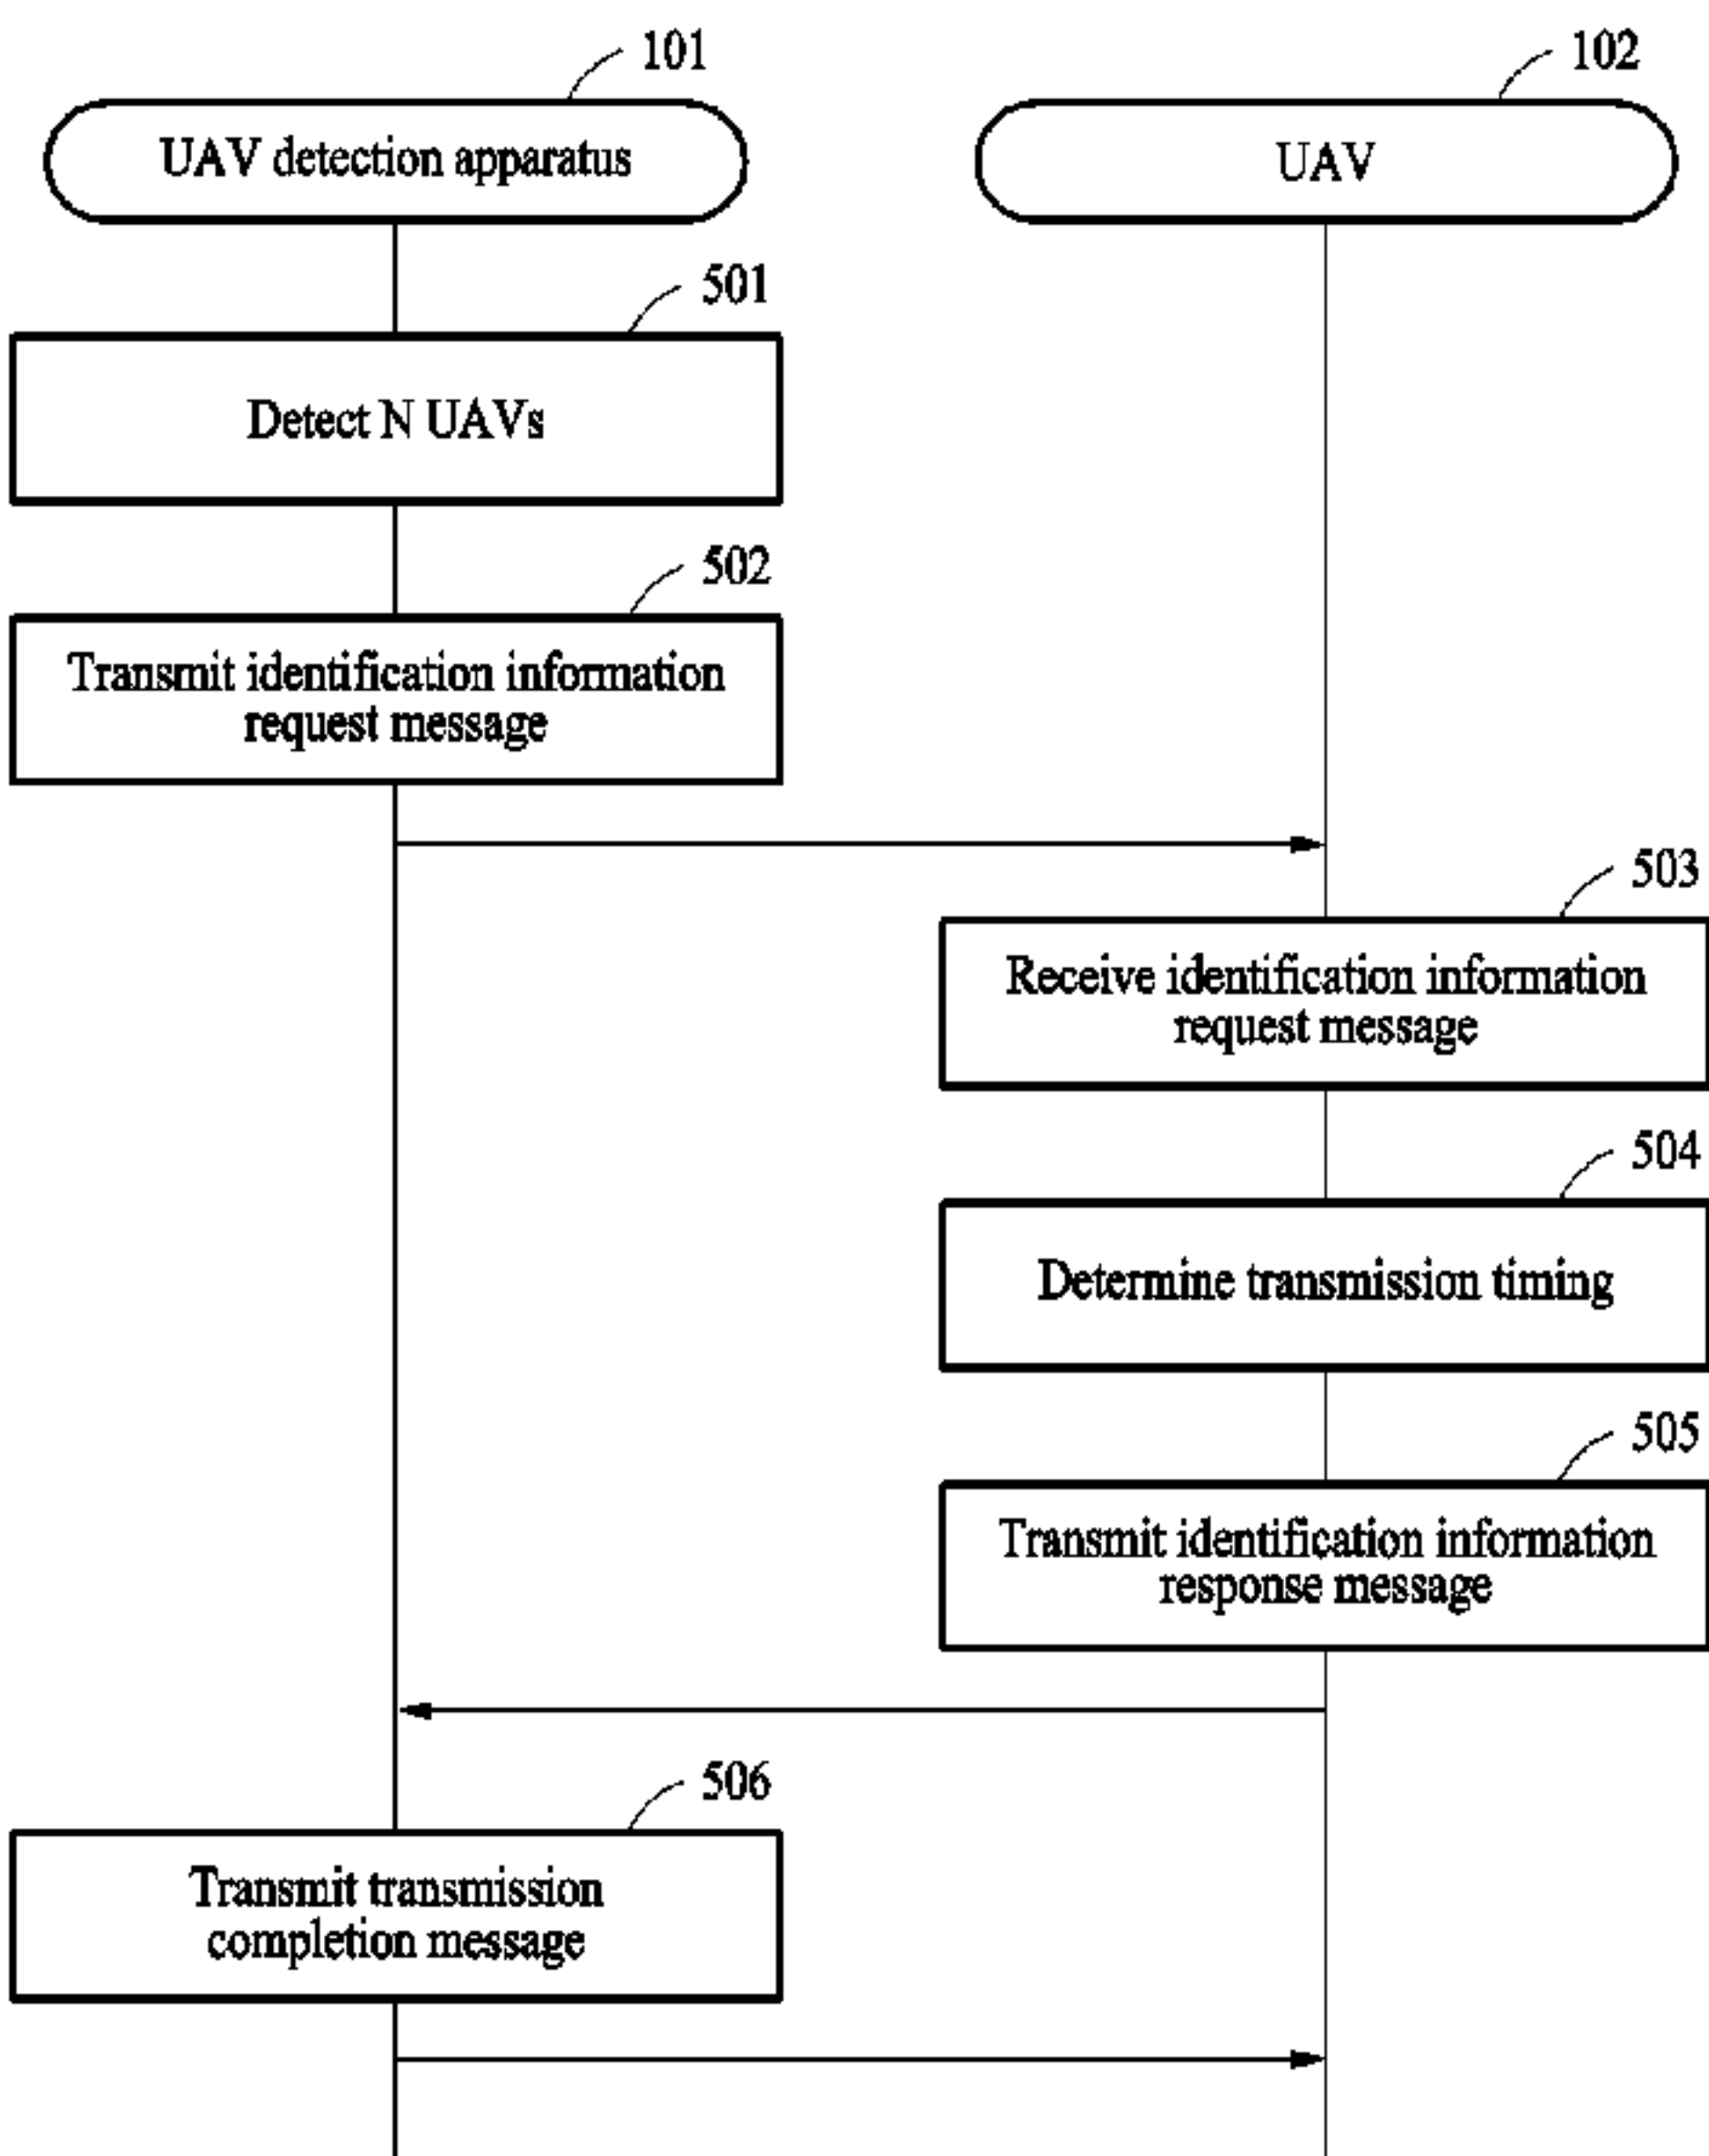 101
102
UAV detection apparatus
UAV
501
Detect N UAVs
502
Transmit identification information
request message
503
Receive identification information
request message
504
Determine transmission timing
505
Transmit identification information
response message
506
Transmit transmission
completion message